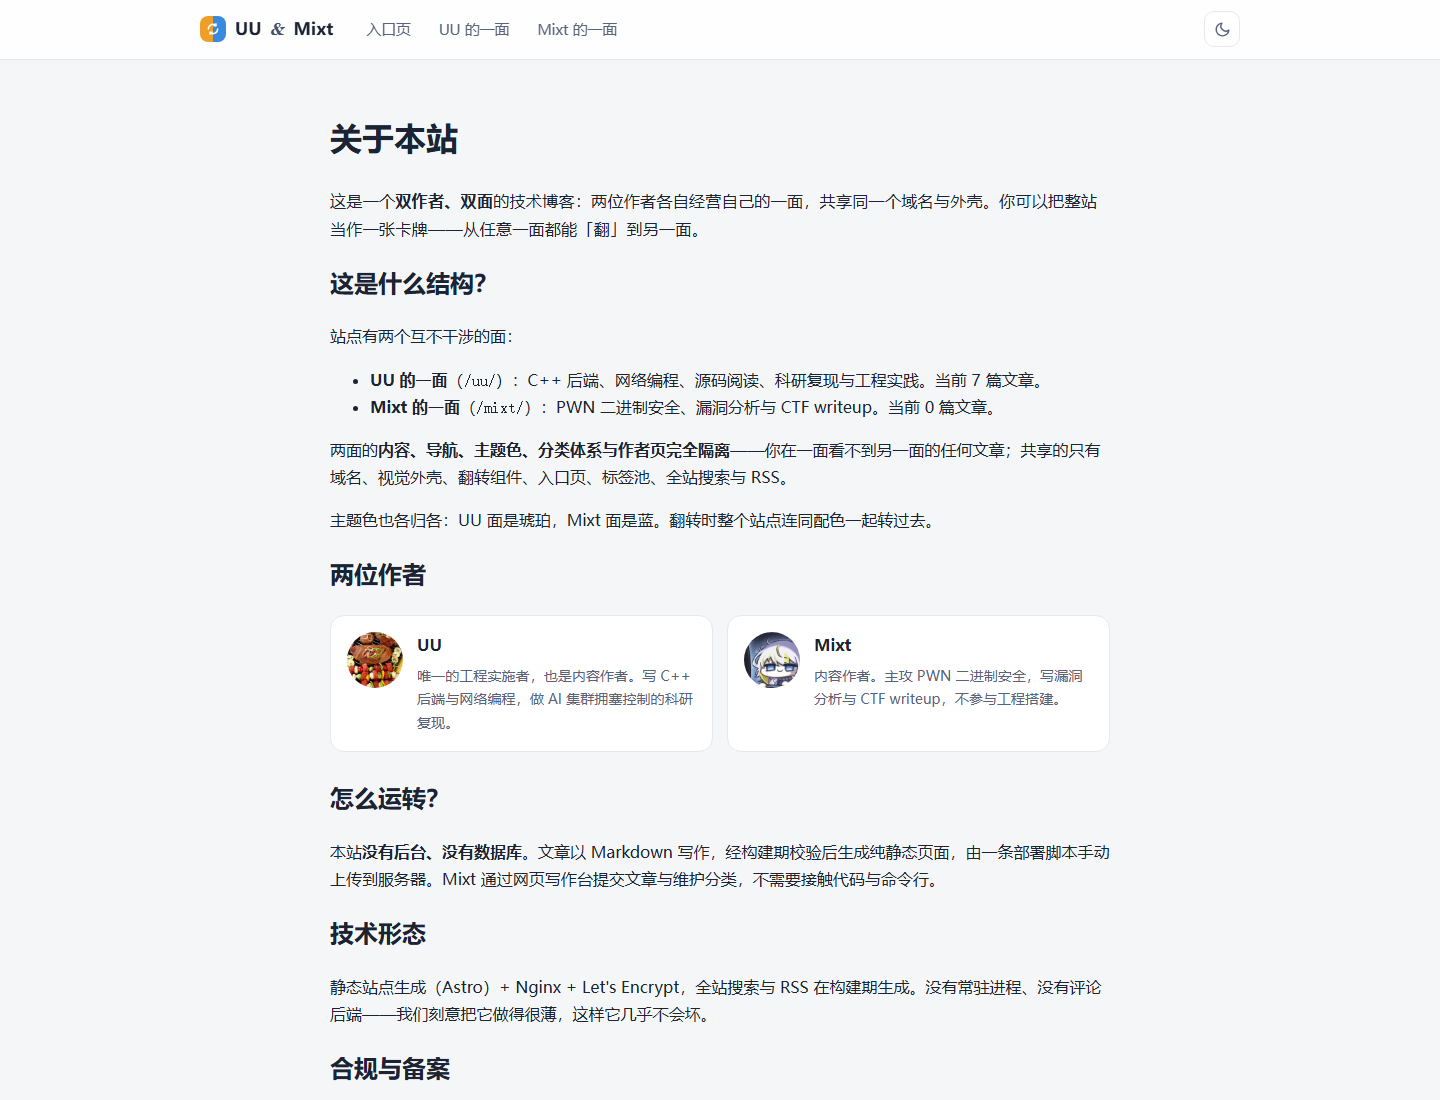 UU & Mixt 入口页 UU 的一面 Mixt 的一面
关于本站
这是一个双作者、双面的技术博客：两位作者各自经营自己的一面，共享同一个域名与外壳。你可以把整站
当作一张卡牌——从任意一面都能「翻」到另一面。
这是什么结构？
站点有两个互不干涉的面：
• UU 的一面（/uu/）：C++ 后端、网络编程、源码阅读、科研复现与工程实践。当前 7 篇文章。
• Mixt 的一面（/mixt/）：PWN 二进制安全、漏洞分析与 CTF writeup。当前 0 篇文章。
两面的内容、导航、主题色、分类体系与作者页完全隔离——你在一面看不到另一面的任何文章；共享的只有
域名、视觉外壳、翻转组件、入口页、标签池、全站搜索与 RSS。
主题色也各归各：UU 面是琥珀，Mixt 面是蓝。翻转时整个站点连同配色一起转过去。
两位作者
UU
唯一的工程实施者，也是内容作者。写 C++
后端与网络编程，做 AI 集群拥塞控制的科研
复现。
Mixt
内容作者。主攻 PWN 二进制安全，写漏洞
分析与 CTF writeup，不参与工程搭建。
怎么运转？
本站没有后台、没有数据库。文章以 Markdown 写作，经构建期校验后生成纯静态页面，由一条部署脚本手动
上传到服务器。Mixt 通过网页写作台提交文章与维护分类，不需要接触代码与命令行。
技术形态
静态站点生成（Astro）+ Nginx + Let's Encrypt，全站搜索与 RSS 在构建期生成。没有常驻进程、没有评论
后端——我们刻意把它做得很薄，这样它几乎不会坏。
合规与备案